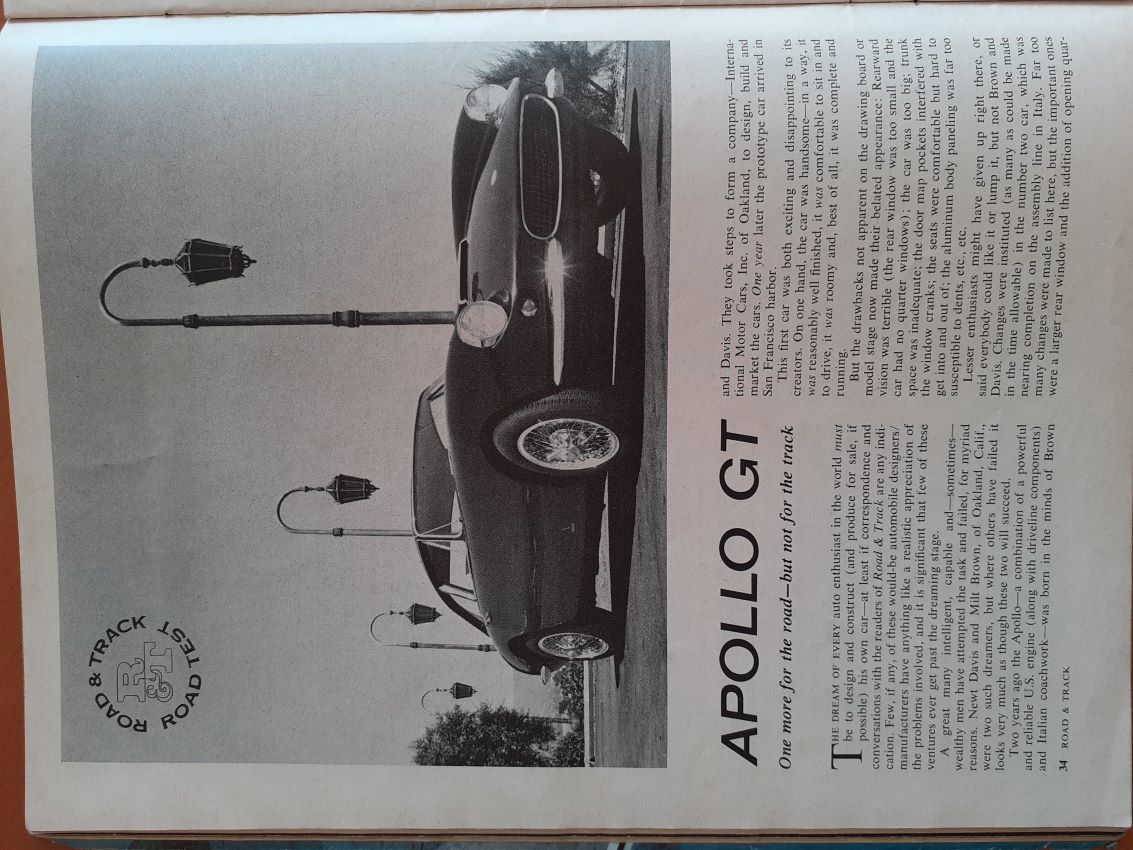 ROAD & TRACK
R&T
ROAD TEST
APOLLO GT
One more for the road—but not for the track
THE DREAM OF EVERY auto enthusiast in the world must
be to design and construct (and produce for sale, if
possible) his own car—at least if correspondence and
conversations with the readers of Road & Track are any indi-
cation. Few, if any, of these would-be automobile designers/
manufacturers have anything like a realistic appreciation of
the problems involved, and it is significant that few of these
ventures ever get past the dreaming stage.
A great many intelligent, capable and—sometimes—
wealthy men have attempted the task and failed, for myriad
reasons. Newt Davis and Milt Brown, of Oakland, Calif.,
were two such dreamers, but where others have failed it
looks very much as though these two will succeed.
Two years ago the Apollo—a combination of a powerful
and reliable U.S. engine (along with driveline components)
and Italian coachwork—was born in the minds of Brown
and Davis. They took steps to form a company—Interna-
tional Motor Cars, Inc. of Oakland, to design, build and
market the cars. One year later the prototype car arrived in
San Francisco harbor.
This first car was both exciting and disappointing to its
creators. On one hand, the car was handsome—in a way, it
was reasonably well finished, it was comfortable to sit in and
to drive, it was roomy and, best of all, it was complete and
running.
But the drawbacks not apparent on the drawing board or
model stage now made their belated appearance: Rearward
vision was terrible (the rear window was too small and the
car had no quarter windows); the car was too big; trunk
space was inadequate; the door map pockets interfered with
the window cranks; the seats were comfortable but hard to
get into and out of; the aluminum body paneling was far too
susceptible to dents, etc., etc.
Lesser enthusiasts might have given up right there, or
said everybody could like it or lump it, but not Brown and
Davis. Changes were instituted (as many as could be made
in the time allowable) in the number two car, which was
nearing completion on the assembly line in Italy. Far too
many changes were made to list here, but the important ones
were a larger rear window and the addition of opening quar-
34 ROAD & TRACK